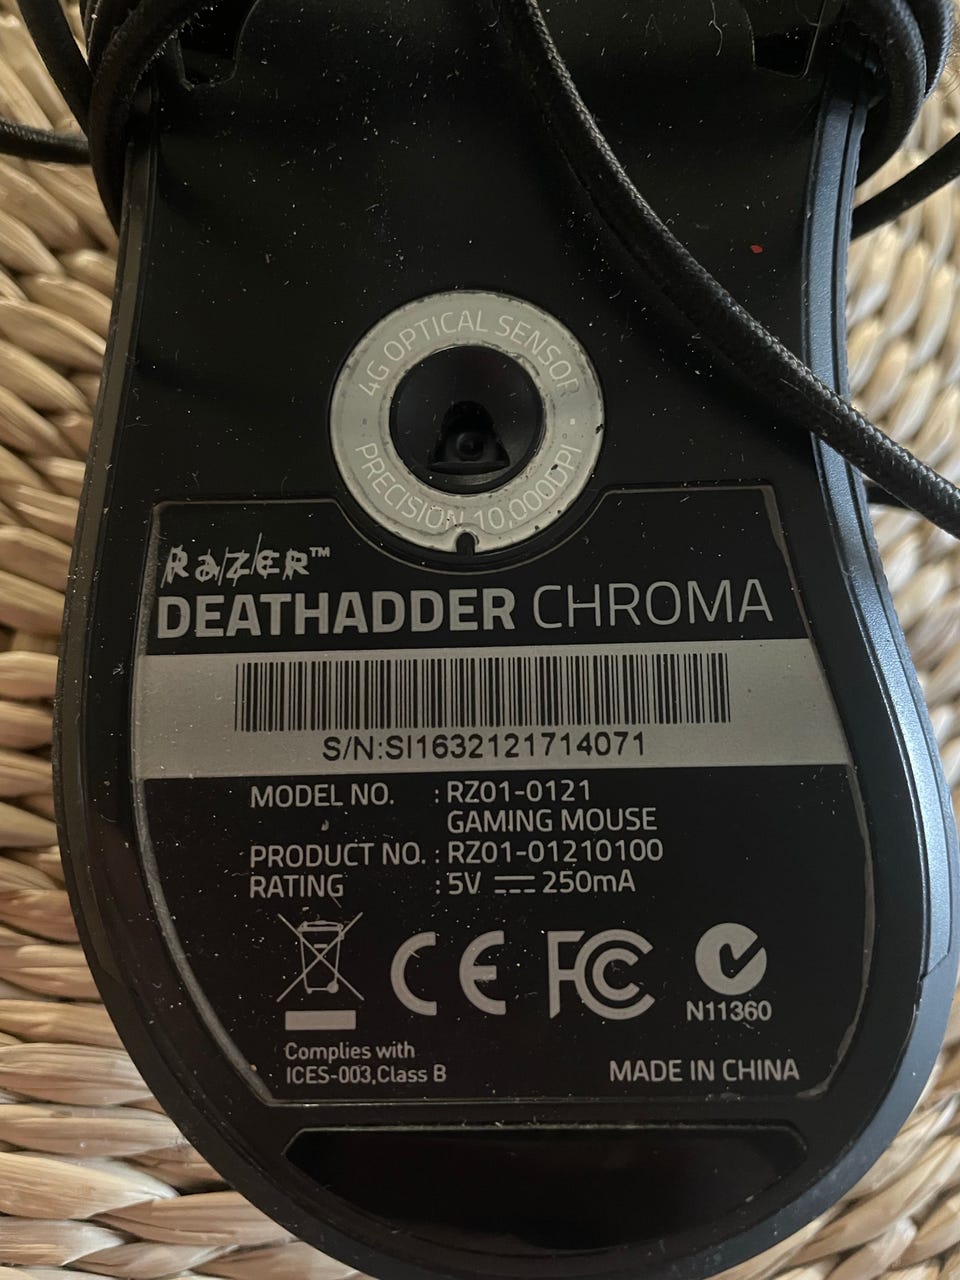 4G OPTICAL SENSOR
PRECISION 10,000DPI
RAZER™
DEATHADDER CHROMA
S/N:SI1632121714071
MODEL NO. : RZ01-0121
GAMING MOUSE
PRODUCT NO. : RZ01-01210100
RATING : 5V ⎓ 250mA
CE FC
N11360
Complies with
ICES-003,Class B
MADE IN CHINA